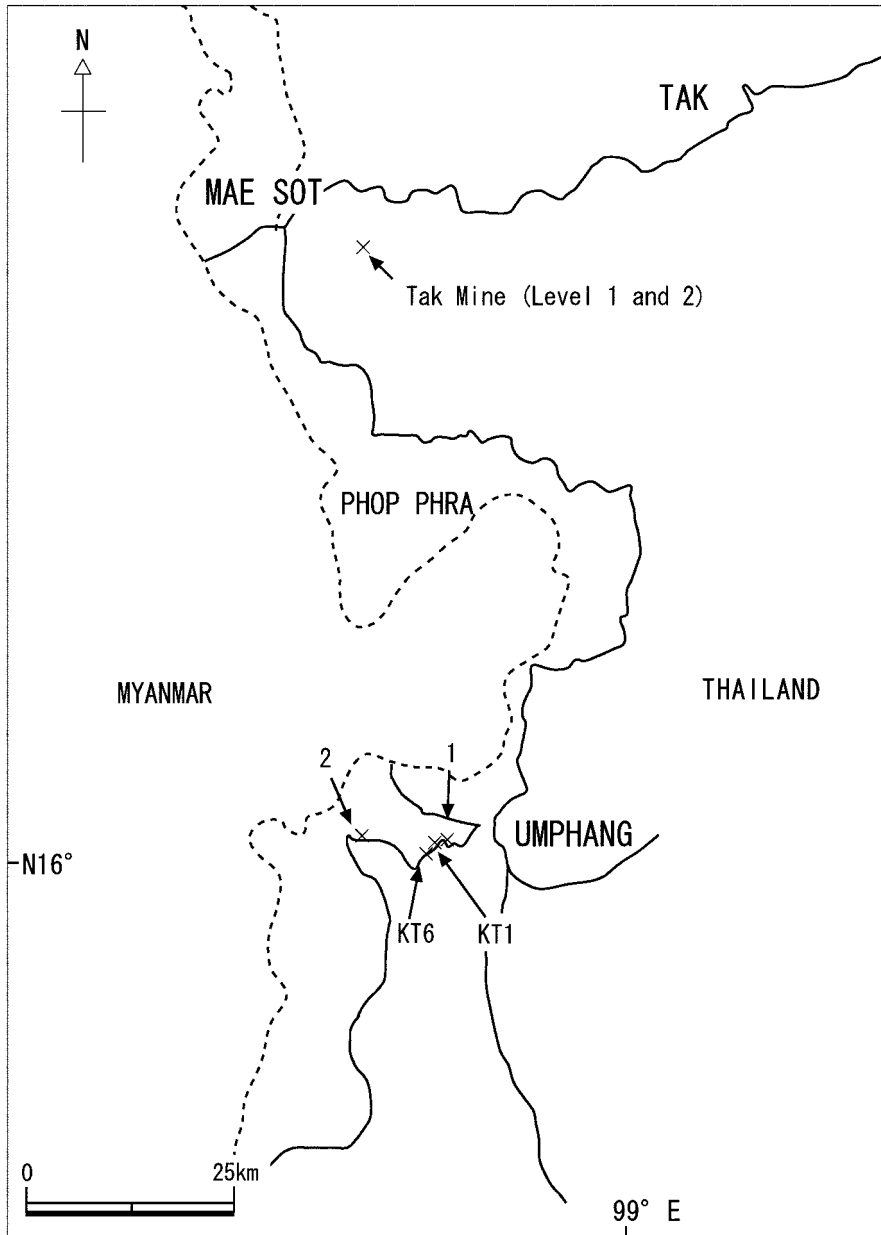 N
TAK
MAE SOT
Tak Mine (Level 1 and 2)
PHOP PHRA
MYANMAR
THAILAND
1
2
UMPHANG
N16°
KT6
KT1
0
25km
99° E